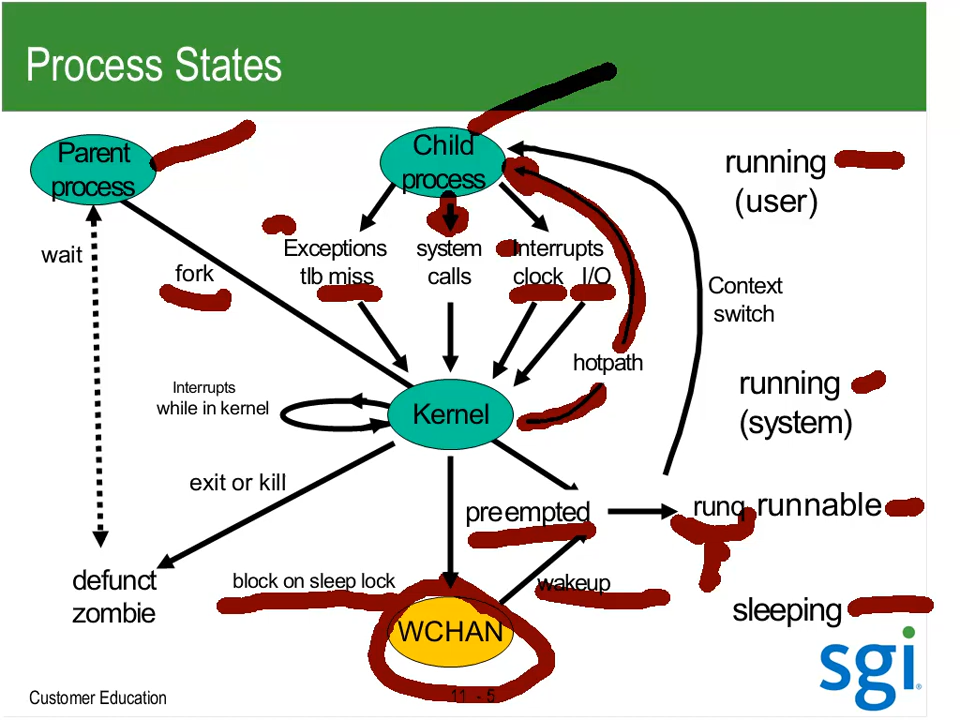 Process States
Parent
process
Child
process
running
(user)
wait
fork
Exceptions
tlb miss
system
calls
Interrupts
clock I/O
Context
switch
hotpath
Interrupts
while in kernel
Kernel
running
(system)
exit or kill
preempted
runq runnable
defunct
zombie
block on sleep lock
wakeup
WCHAN
sleeping
sgi
Customer Education
11 - 5